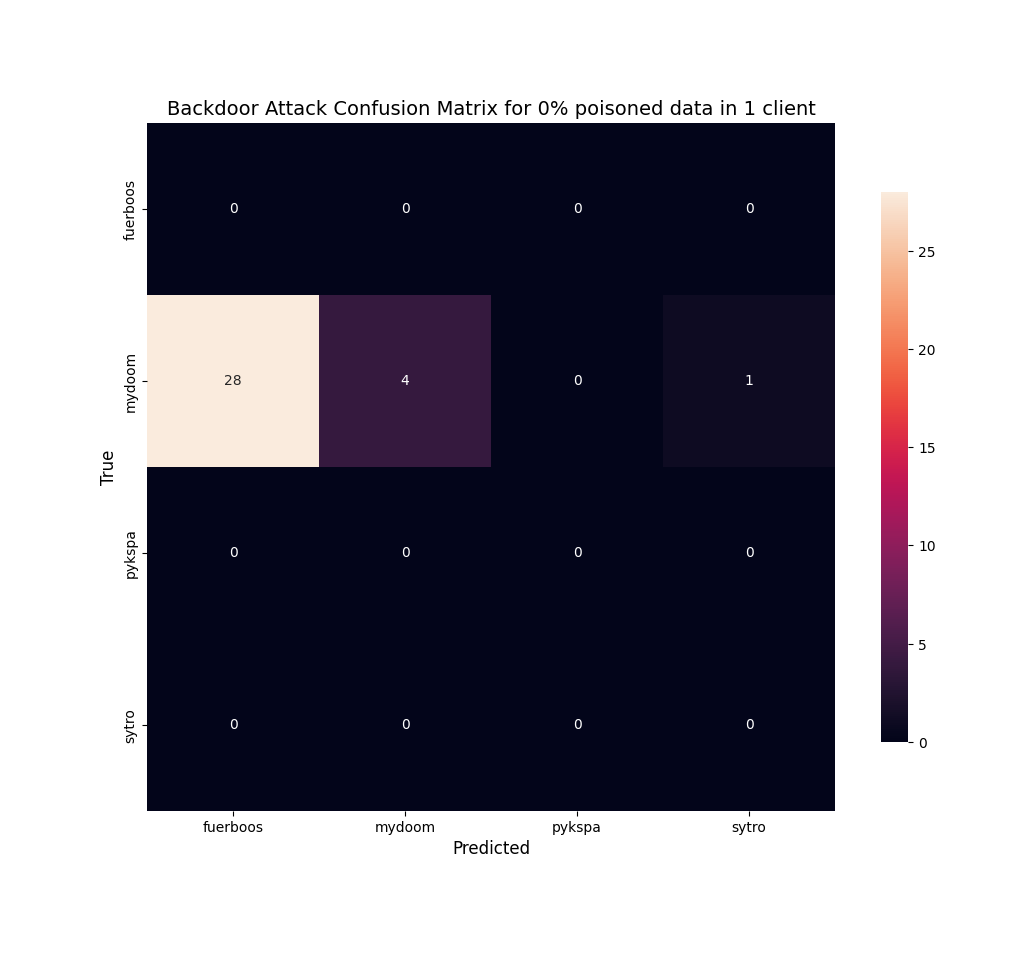 Backdoor Attack Confusion Matrix for 0% poisoned data in 1 client
fuerboos
0 0 0 0
mydoom
28 4 0 1
True
pykspa
0 0 0 0
sytro
0 0 0 0
fuerboos mydoom pykspa sytro
Predicted
25
20
15
10
5
0